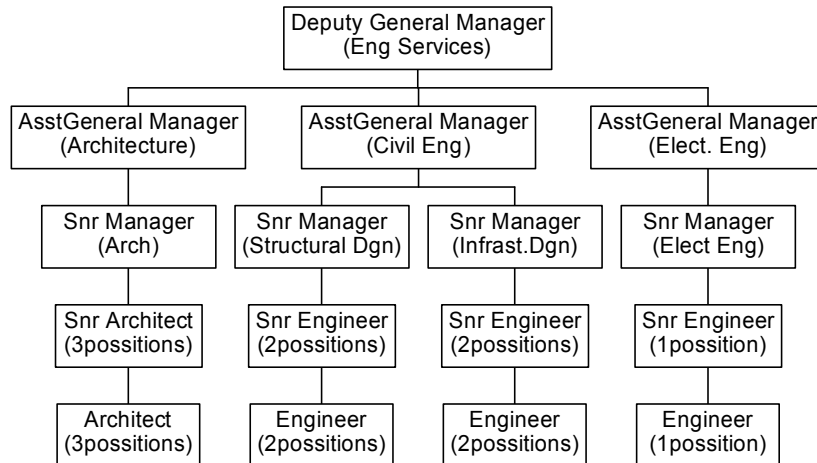 Deputy General Manager
(Eng Services)
AsstGeneral Manager
(Architecture)
AsstGeneral Manager
(Civil Eng)
AsstGeneral Manager
(Elect. Eng)
Snr Manager
(Arch)
Snr Manager
(Structural Dgn)
Snr Manager
(Infrast.Dgn)
Snr Manager
(Elect Eng)
Snr Architect
(3possitions)
Snr Engineer
(2possitions)
Snr Engineer
(2possitions)
Snr Engineer
(1possition)
Architect
(3possitions)
Engineer
(2possitions)
Engineer
(2possitions)
Engineer
(1possition)